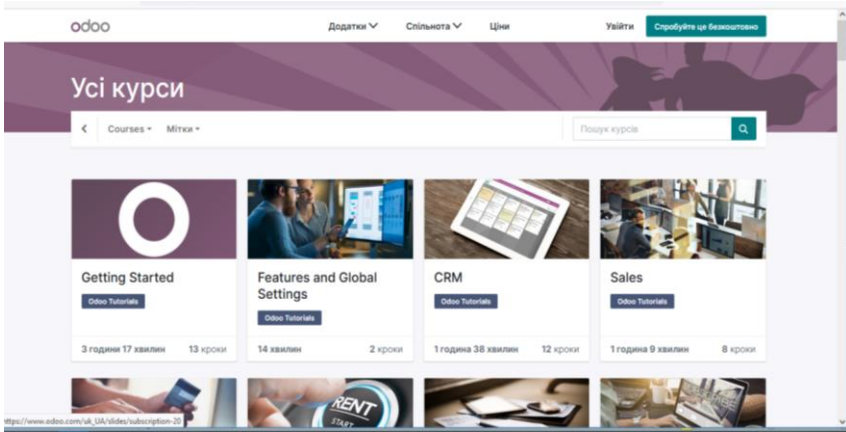 odoo
Додатки
Спільнота
Ціни
Увійти
Спробуйте це безкоштовно
Усі курси
Courses
Мітки
Пошук курсів
Getting Started
Odoo Tutorials
3 години 17 хвилин 13 кроки
Features and Global
Settings
Odoo Tutorials
14 хвилин 2 кроки
CRM
Odoo Tutorials
1 година 38 хвилин 12 кроки
Sales
Odoo Tutorials
1 година 9 хвилин 8 кроки
RENT
START
https://www.odoo.com/uk_UA/slides/subscription-20